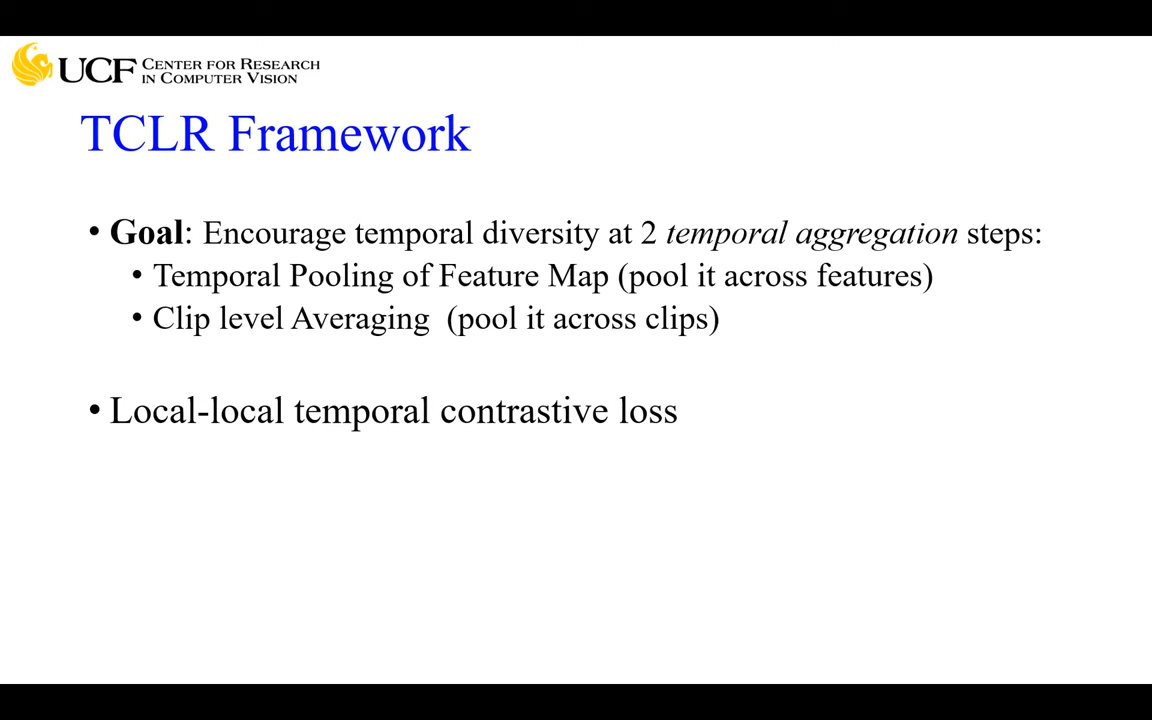 UCF CENTER FOR RESEARCH
IN COMPUTER VISION
TCLR Framework
• Goal: Encourage temporal diversity at 2 temporal aggregation steps:
• Temporal Pooling of Feature Map (pool it across features)
• Clip level Averaging (pool it across clips)
• Local-local temporal contrastive loss